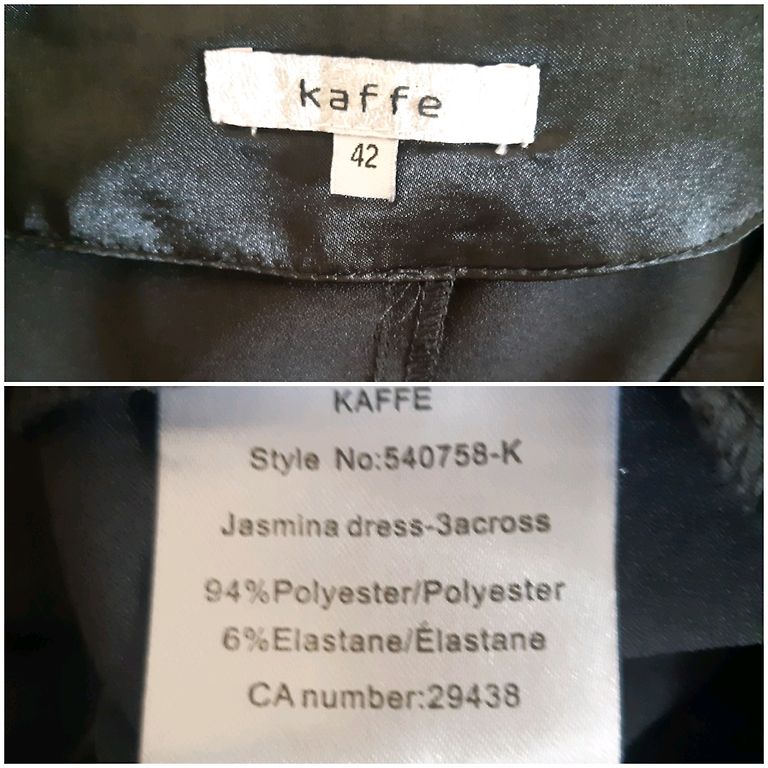 kaffe
42
KAFFE
Style No:540758-K
Jasmina dress-3across
94%Polyester/Polyester
6%Elastane/Élastane
CA number:29438